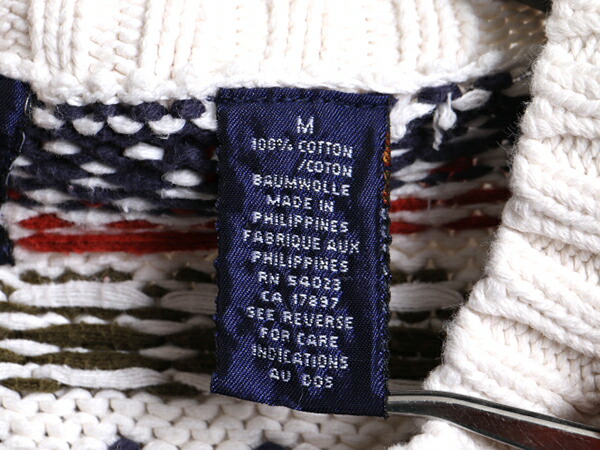 M
100% COTTON
/COTON
BAUMWOLLE
MADE IN
PHILIPPINES
FABRIQUE AUX
PHILIPPINES
RN 54023
CA 17897
SEE REVERSE
FOR CARE
INDICATIONS
AU DOS